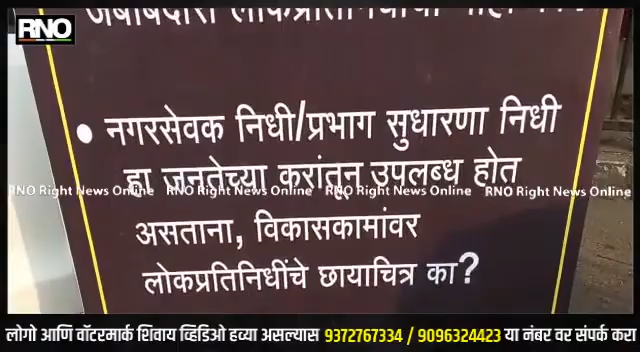 RNO
जबाबदारी
• नगरसेवक निधी/प्रभाग सुधारणा निधी
हा जनतेच्या करांतून उपलब्ध होत
RNO Right News Online RNO Right News Online RNO Right News Online RNO Right News Online
असताना, विकासकामांवर
लोकप्रतिनिधींचे छायाचित्र का?
लोगो आणि वॉटरमार्क शिवाय व्हिडिओ हव्या असल्यास 9372767334 / 9096324423 या नंबर वर संपर्क करा